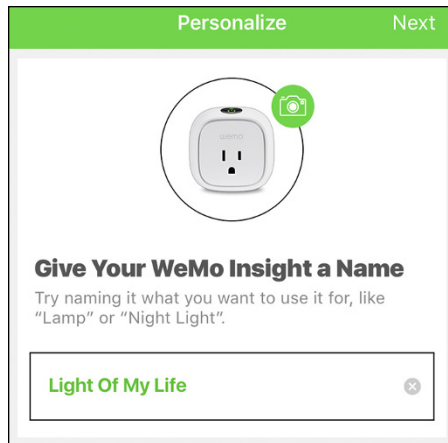 Personalize Next
wemo
Give Your WeMo Insight a Name
Try naming it what you want to use it for, like
“Lamp” or “Night Light”.
Light Of My Life